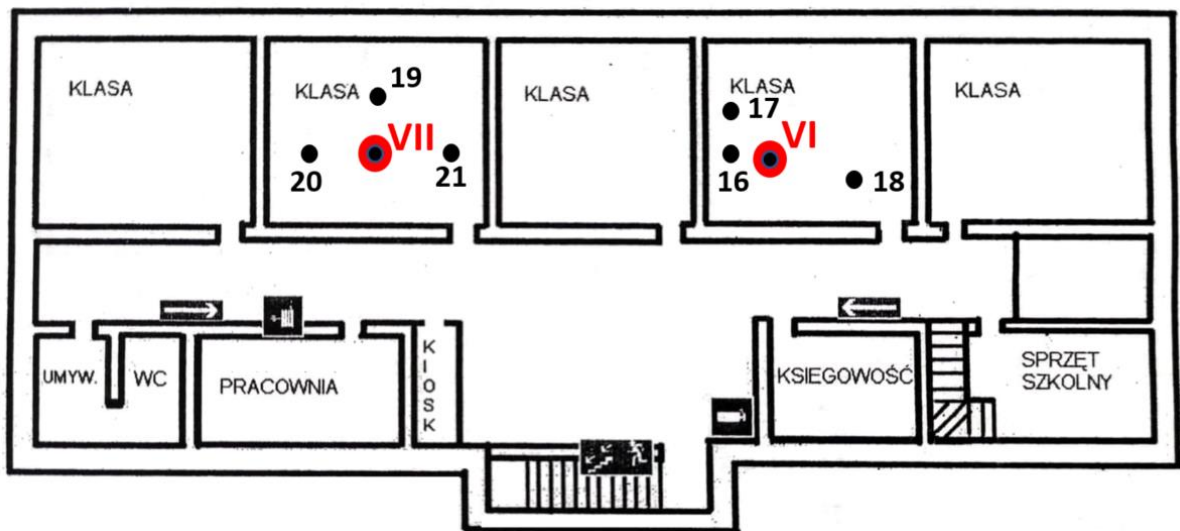 KLASA
KLASA
19
VII
20
21
KLASA
KLASA
17
VI
16
18
KLASA
UMYW.
WC
PRACOWNIA
KIOSK
KSIEGOWOŚĆ
SPRZĘT
SZKOLNY